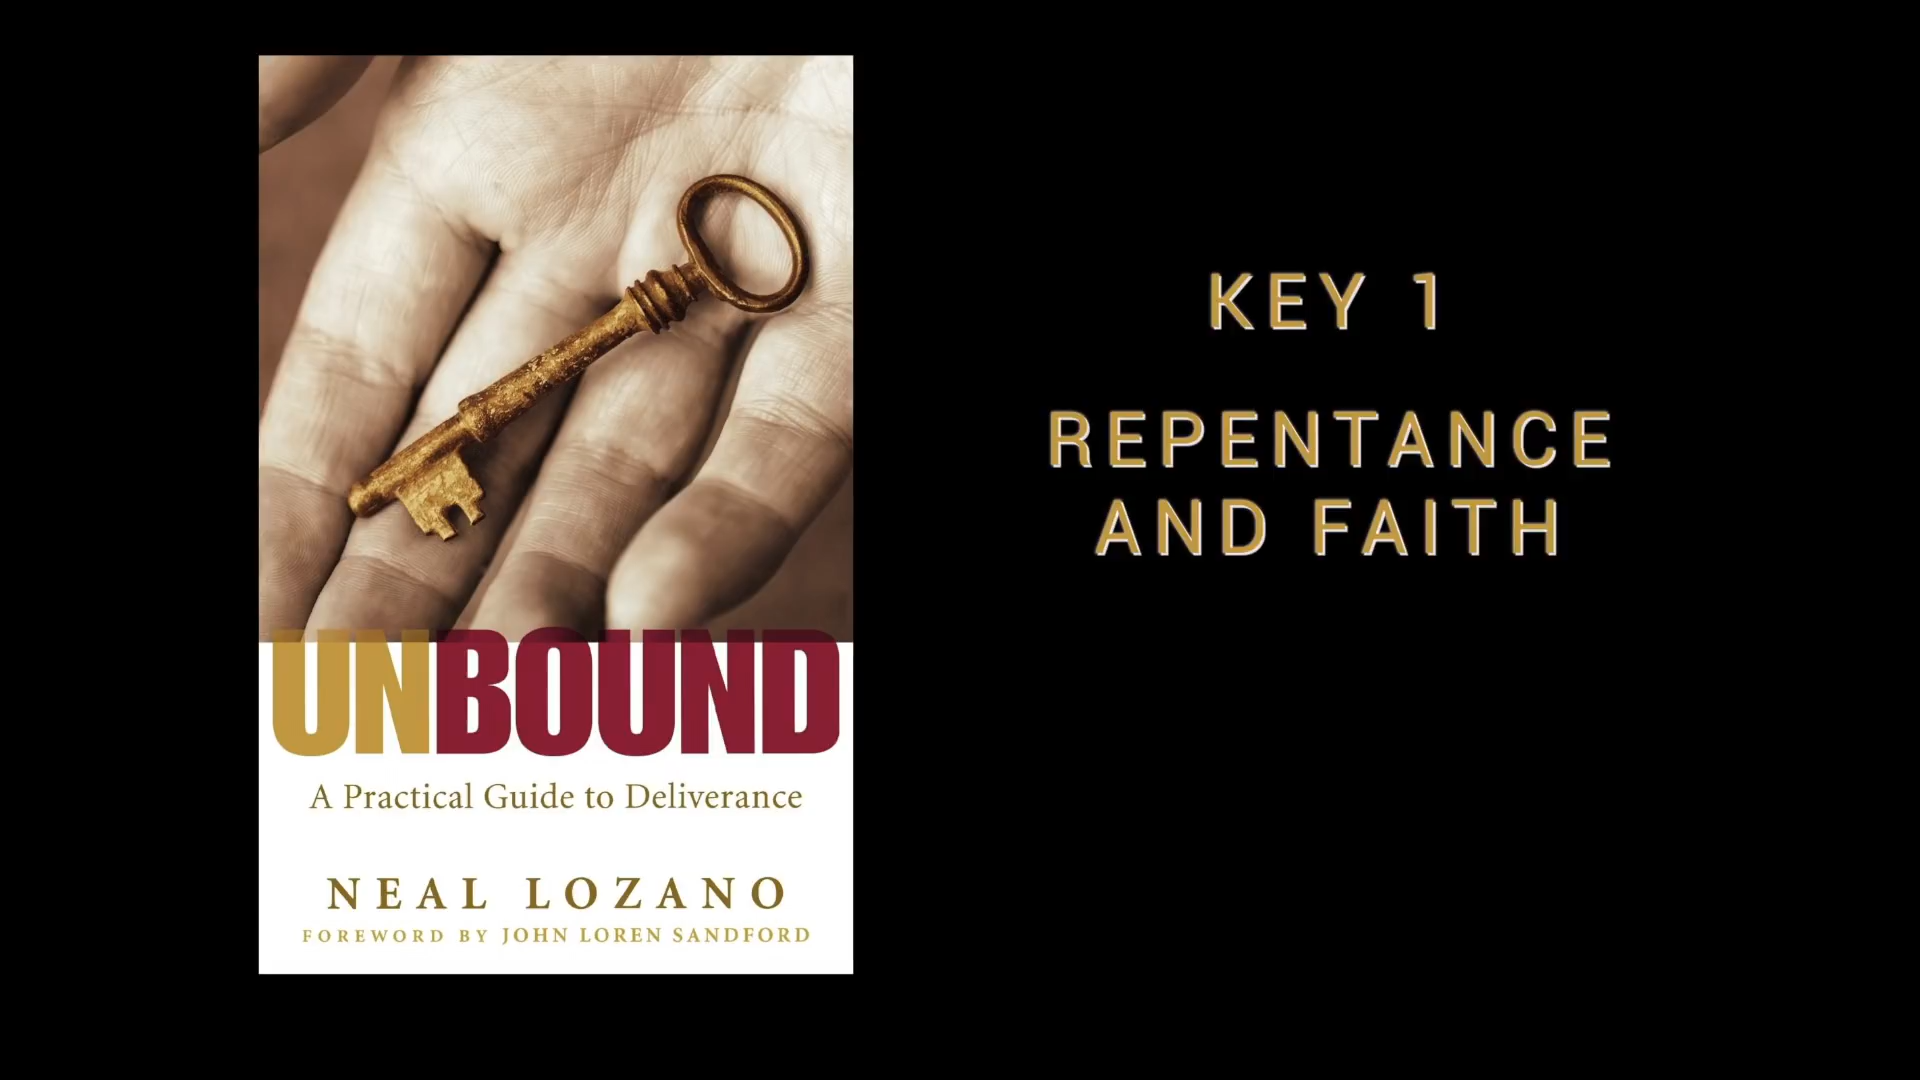 UNBOUND
A Practical Guide to Deliverance
NEAL LOZANO
FOREWORD BY JOHN LOREN SANDFORD
KEY 1
REPENTANCE
AND FAITH